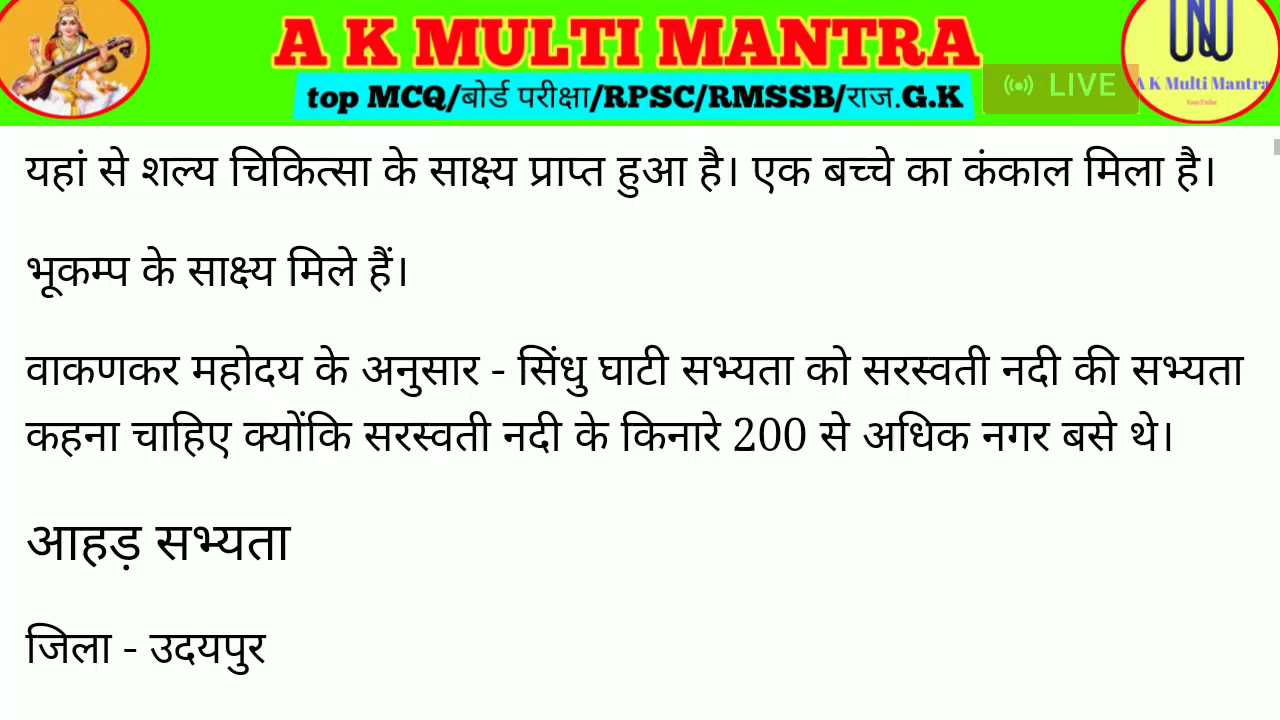 A K MULTI MANTRA
top MCQ/बोर्ड परीक्षा/RPSC/RMSSB/राज.G.K
LIVE
A K Multi Mantra
YouTube
यहां से शल्य चिकित्सा के साक्ष्य प्राप्त हुआ है। एक बच्चे का कंकाल मिला है।
भूकम्प के साक्ष्य मिले हैं।
वाकणकर महोदय के अनुसार - सिंधु घाटी सभ्यता को सरस्वती नदी की सभ्यता
कहना चाहिए क्योंकि सरस्वती नदी के किनारे 200 से अधिक नगर बसे थे।
आहड़ सभ्यता
जिला - उदयपुर